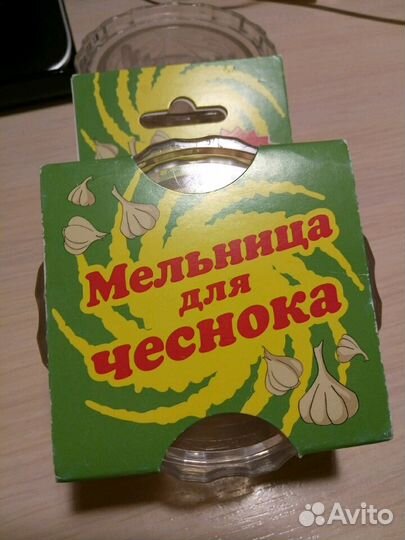 Мельница
для
чеснока
Avito